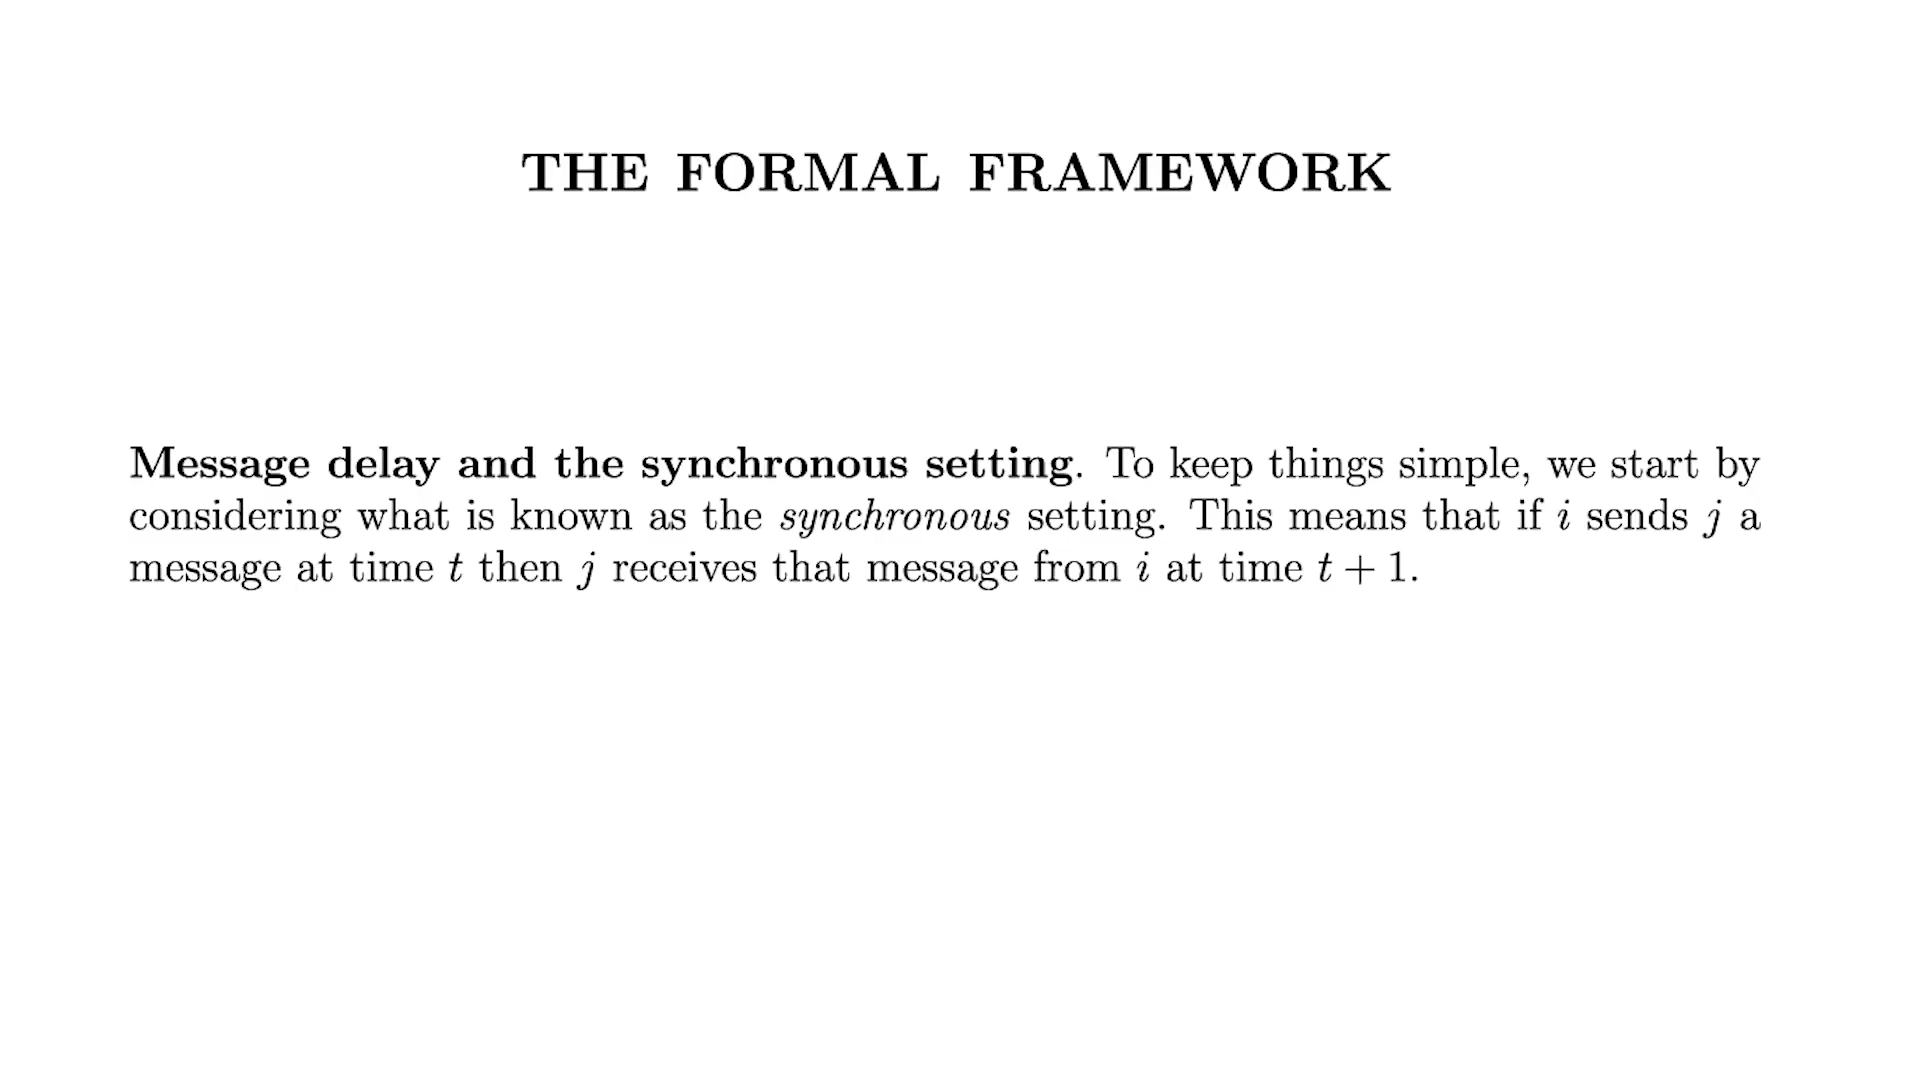 THE FORMAL FRAMEWORK
Message delay and the synchronous setting. To keep things simple, we start by
considering what is known as the synchronous setting. This means that if i sends j a
message at time t then j receives that message from i at time t + 1.